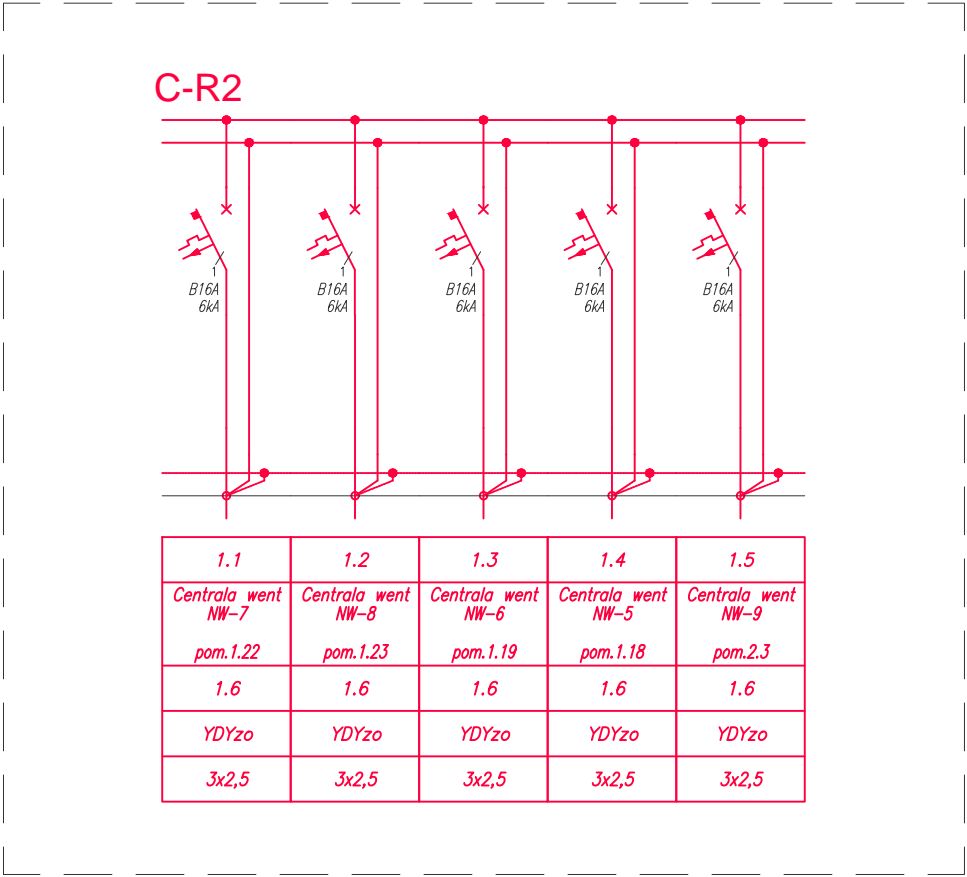 C-R2
1 1 1 1 1
B16A B16A B16A B16A B16A
6kA 6kA 6kA 6kA 6kA
1.1 1.2 1.3 1.4 1.5
Centrala went Centrala went Centrala went Centrala went Centrala went
NW-7 NW-8 NW-6 NW-5 NW-9
pom.1.22 pom.1.23 pom.1.19 pom.1.18 pom.2.3
1.6 1.6 1.6 1.6 1.6
YDYzo YDYzo YDYzo YDYzo YDYzo
3x2,5 3x2,5 3x2,5 3x2,5 3x2,5